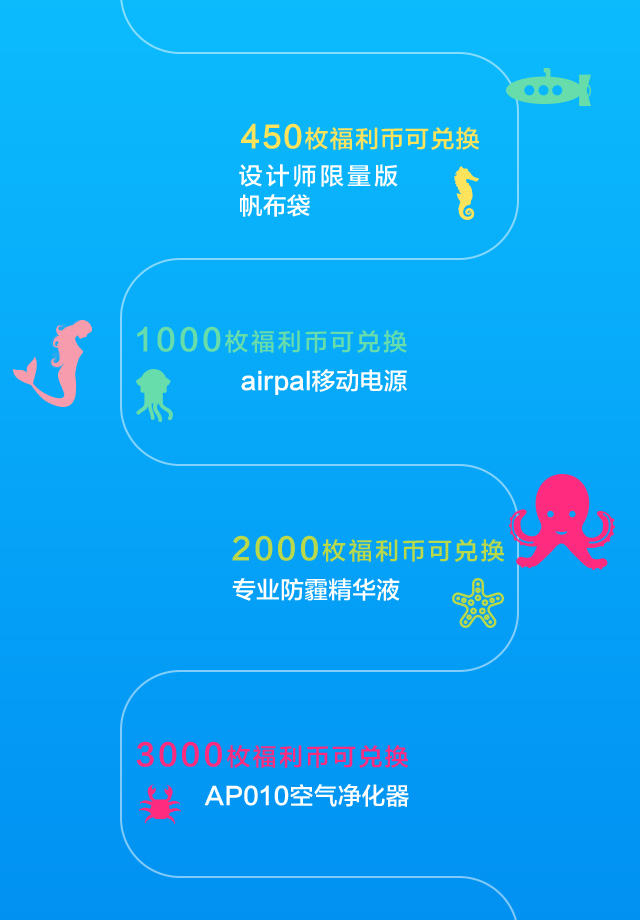 450枚福利币可兑换
设计师限量版
帆布袋
1000枚福利币可兑换
airpal移动电源
2000枚福利币可兑换
专业防霾精华液
3000枚福利币可兑换
AP010空气净化器